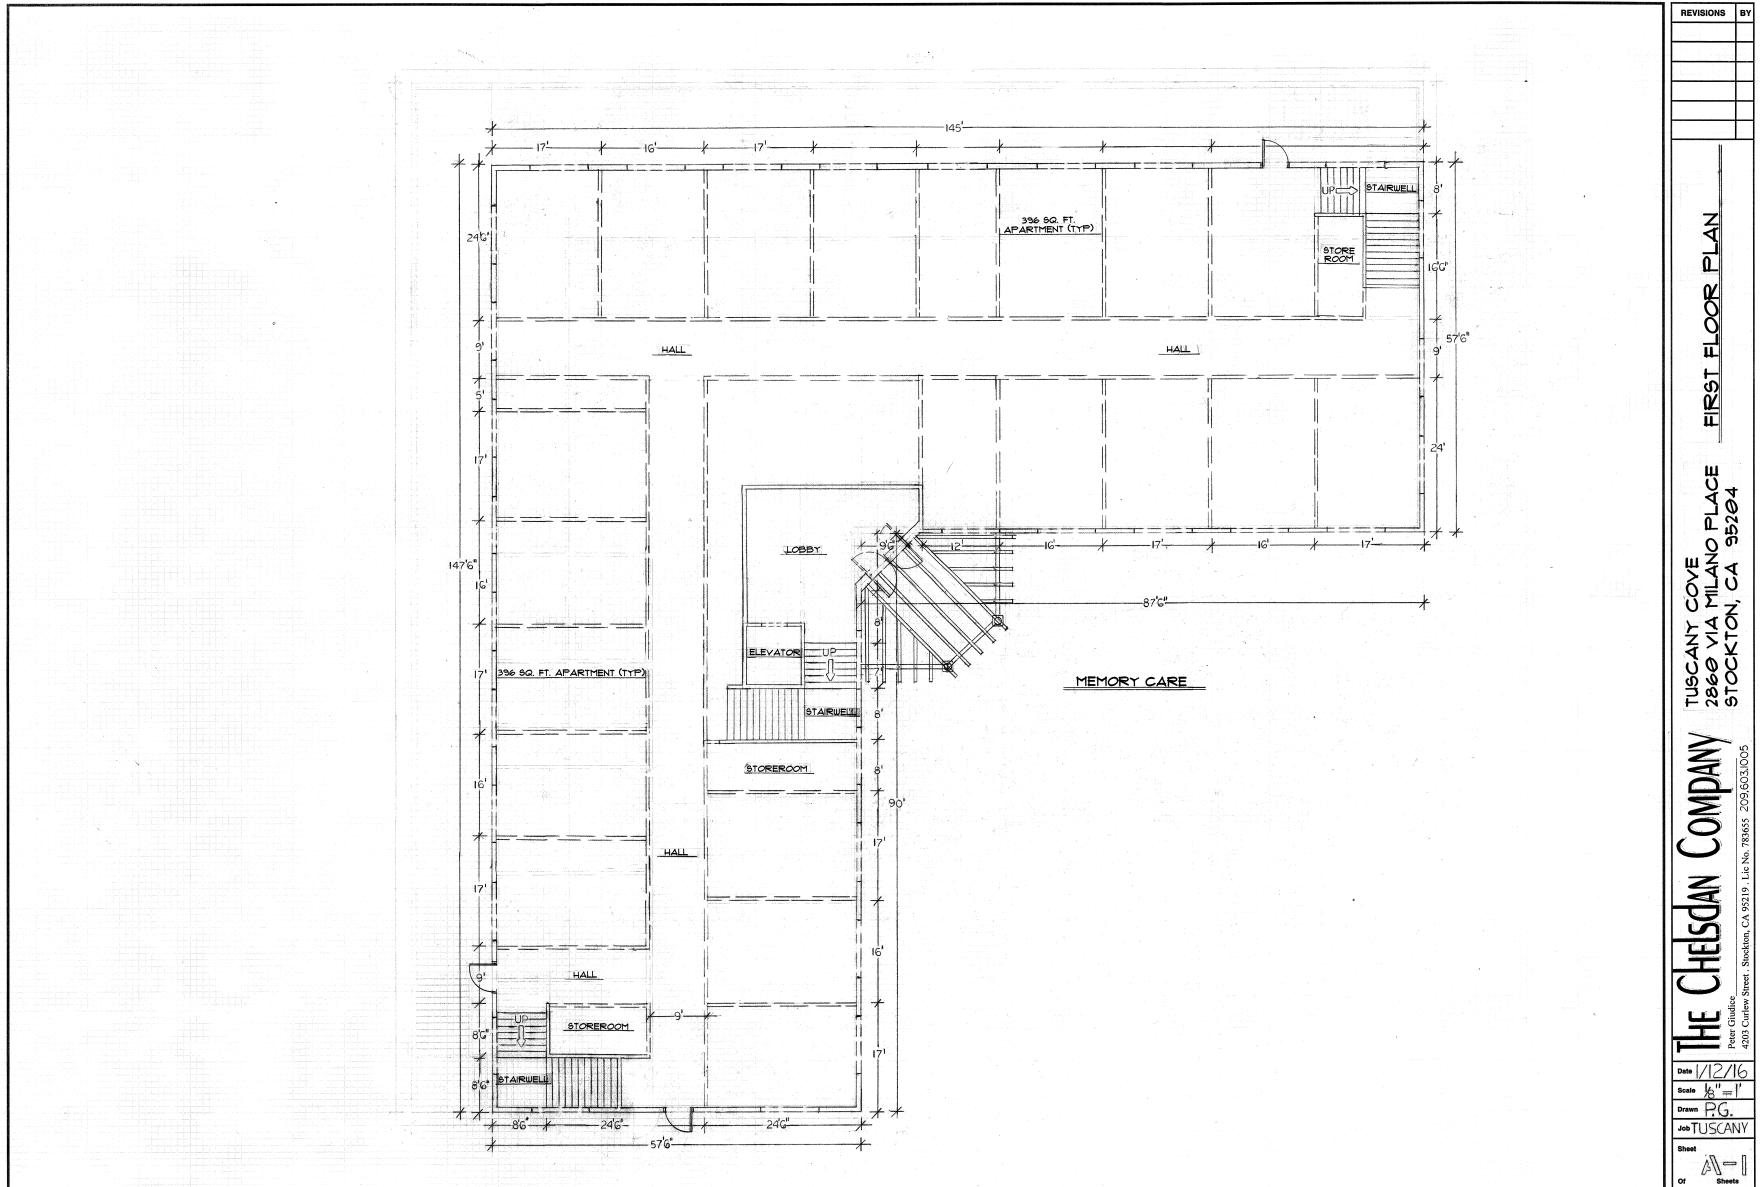 REVISIONS BY
145'
17' 16' 17'
UP STAIRWELL 8'
24'6"
396 SQ. FT.
APARTMENT (TYP)
STORE
ROOM
16'6"
57'6"
9' HALL HALL 9'
5'
17'
24'
147'6"
16'
LOBBY
9'6" 12' 16' 17' 16' 17'
87'6"
8'
ELEVATOR UP
7'
17' 396 SQ. FT. APARTMENT (TYP)
MEMORY CARE
STAIRWELL 8'
STOREROOM 8'
16'
90'
17'
HALL
17'
16'
9' HALL
UP STOREROOM 9'
8'6"
17'
8'6" STAIRWELL
8'6" 24'6" 24'6"
57'6"
FIRST FLOOR PLAN
TUSCANY COVE
2860 VIA MILANO PLACE
STOCKTON, CA 95204
THE CHELSDAN COMPANY
Peter Giudice
4203 Curlew Street . Stockton, CA 95219 . Lic No. 783655 209.603.1005
Date 1/12/16
Scale 1/8" = 1'
Drawn P.G.
Job TUSCANY
Sheet
A-1
Of Sheets